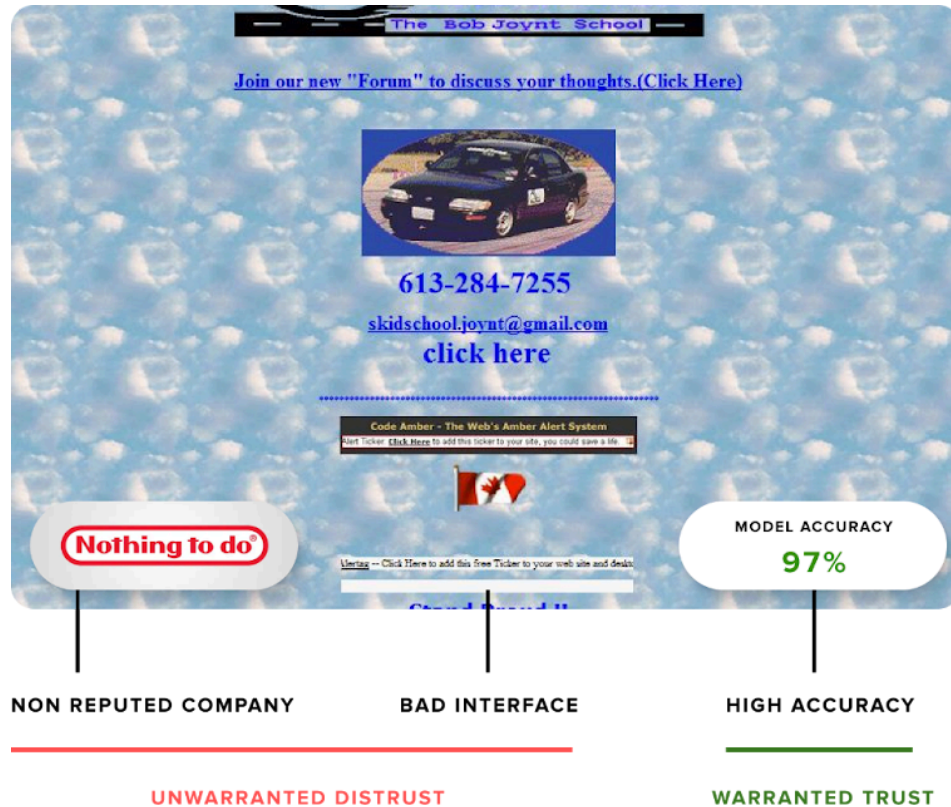 The Bob Joynt School
Join our new "Forum" to discuss your thoughts.(Click Here)
613-284-7255
skidschool.joynt@gmail.com
click here
Code Amber - The Web's Amber Alert System
Alert Ticker. Click Here to add this ticker to your site, you could save a life.
Nothing to do®
MODEL ACCURACY
97%
-- Click Here to add this free Ticker to your web site and
Stand Proud !!
NON REPUTED COMPANY
BAD INTERFACE
HIGH ACCURACY
UNWARRANTED DISTRUST
WARRANTED TRUST